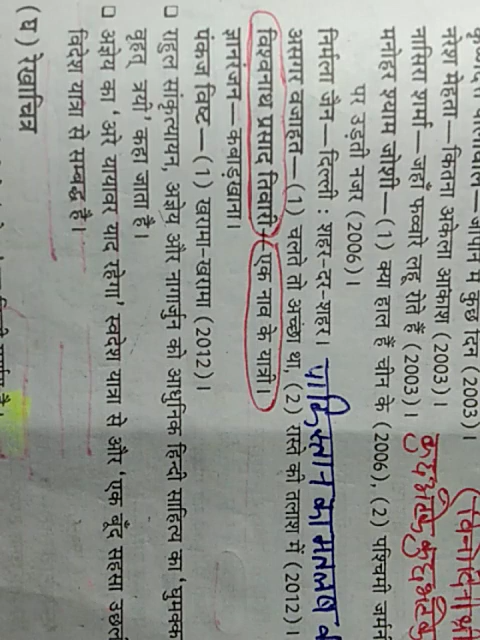 जापान में कुछ दिन (2003)।
नरेश मेहता—कितना अकेला आकाश (2003)।
नासिरा शर्मा—जहाँ फव्वारे लहू रोते हैं (2003)।
मनोहर श्याम जोशी—(1) क्या हाल हैं चीन के (2006), (2) पश्चिमी जर्मनी
पर उड़ती नजर (2006)।
निर्मला जैन—दिल्ली : शहर-दर-शहर।
पाकिस्तान का मतलब
असगर वजाहत—(1) चलते तो अच्छा था, (2) रास्ते की तलाश में (2012)।
विश्वनाथ प्रसाद तिवारी—एक नाव के यात्री।
ज्ञानरंजन—कबाड़खाना।
पंकज बिष्ट—(1) खरामा-खरामा (2012)।
□ राहुल सांकृत्यायन, अज्ञेय और नागार्जुन को आधुनिक हिन्दी साहित्य का 'घुमक्कड़
बृहत् त्रयी' कहा जाता है।
□ अज्ञेय का 'अरे यायावर याद रहेगा' स्वदेश यात्रा से और 'एक बूँद सहसा उछली
विदेश यात्रा से सम्बद्ध है।
(घ) रेखाचित्र